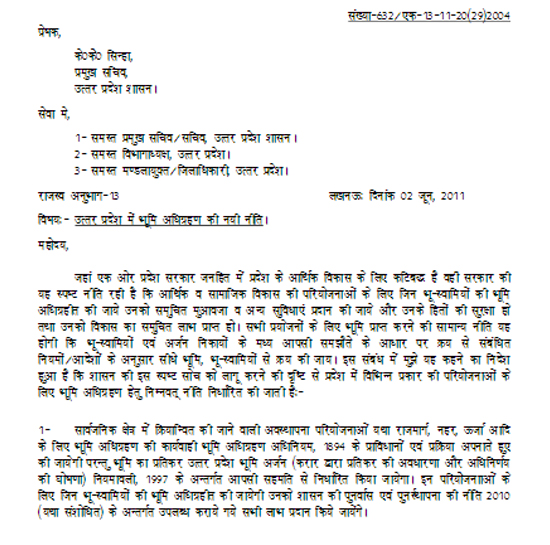 संख्या-632/एक-13-11-20(29)2004
प्रेषक,
के0के0 सिन्हा,
प्रमुख सचिव,
उत्तर प्रदेश शासन।
सेवा में,
1- समस्त प्रमुख सचिव/सचिव, उत्तर प्रदेश शासन।
2- समस्त विभागाध्यक्ष, उत्तर प्रदेश।
3- समस्त मण्डलायुक्त/जिलाधिकारी, उत्तर प्रदेश।
राजस्व अनुभाग-13 लखनऊः दिनांक 02 जून, 2011
विषयः- उत्तर प्रदेश में भूमि अधिग्रहण की नयी नीति।
महोदय,
जहां एक ओर प्रदेश सरकार जनहित में प्रदेश के आर्थिक विकास के लिए कटिबद्ध है वहीं सरकार की
यह स्पष्ट नीति रही है कि आर्थिक व सामाजिक विकास की परियोजनाओं के लिए जिन भू-स्वामियों की भूमि
अधिग्रहीत की जाये उनको समुचित मुआवजा व अन्य सुविधाएं प्रदान की जाये और उनके हितों की सुरक्षा हो
तथा उनको विकास का समुचित लाभ प्राप्त हो। सभी प्रयोजनों के लिए भूमि प्राप्त करने की सामान्य नीति यह
होगी कि भू-स्वामियों एवं अर्जन निकायों के मध्य आपसी समझौते के आधार पर क्रय से संबंधित
नियमों/आदेशों के अनुसार सीधे भूमि, भू-स्वामियों से क्रय की जाय। इस संबंध में मुझे यह कहने का निदेश
हुआ है कि शासन की इस स्पष्ट सोच को लागू करने की दृष्टि से प्रदेश में विभिन्न प्रकार की परियोजनाओं के
लिए भूमि अधिग्रहण हेतु निम्नवत् नीति निर्धारित की जाती हैः-
1- सार्वजनिक क्षेत्र में क्रियान्वित की जाने वाली अवस्थापना परियोजनाओं यथा राजमार्ग, नहर, ऊर्जा आदि
के लिए भूमि अधिग्रहण की कार्यवाही भूमि अधिग्रहण अधिनियम, 1894 के प्राविधानों एवं प्रक्रिया अपनाते हुए
की जायेगी परन्तु भूमि का प्रतिकर उत्तर प्रदेश भूमि अर्जन (करार द्वारा प्रतिकर की अवधारणा और अधिनिर्णय
की घोषणा) नियमावली, 1997 के अन्तर्गत आपसी सहमति से निर्धारित किया जायेगा। इन परियोजनाओं के
लिए जिन भू-स्वामियों की भूमि अधिग्रहीत की जायेगी उनको शासन की पुनर्वास एवं पुनर्स्थापना की नीति 2010
(यथा संशोधित) के अन्तर्गत उपलब्ध कराये गये सभी लाभ प्रदान किये जायेंगे।